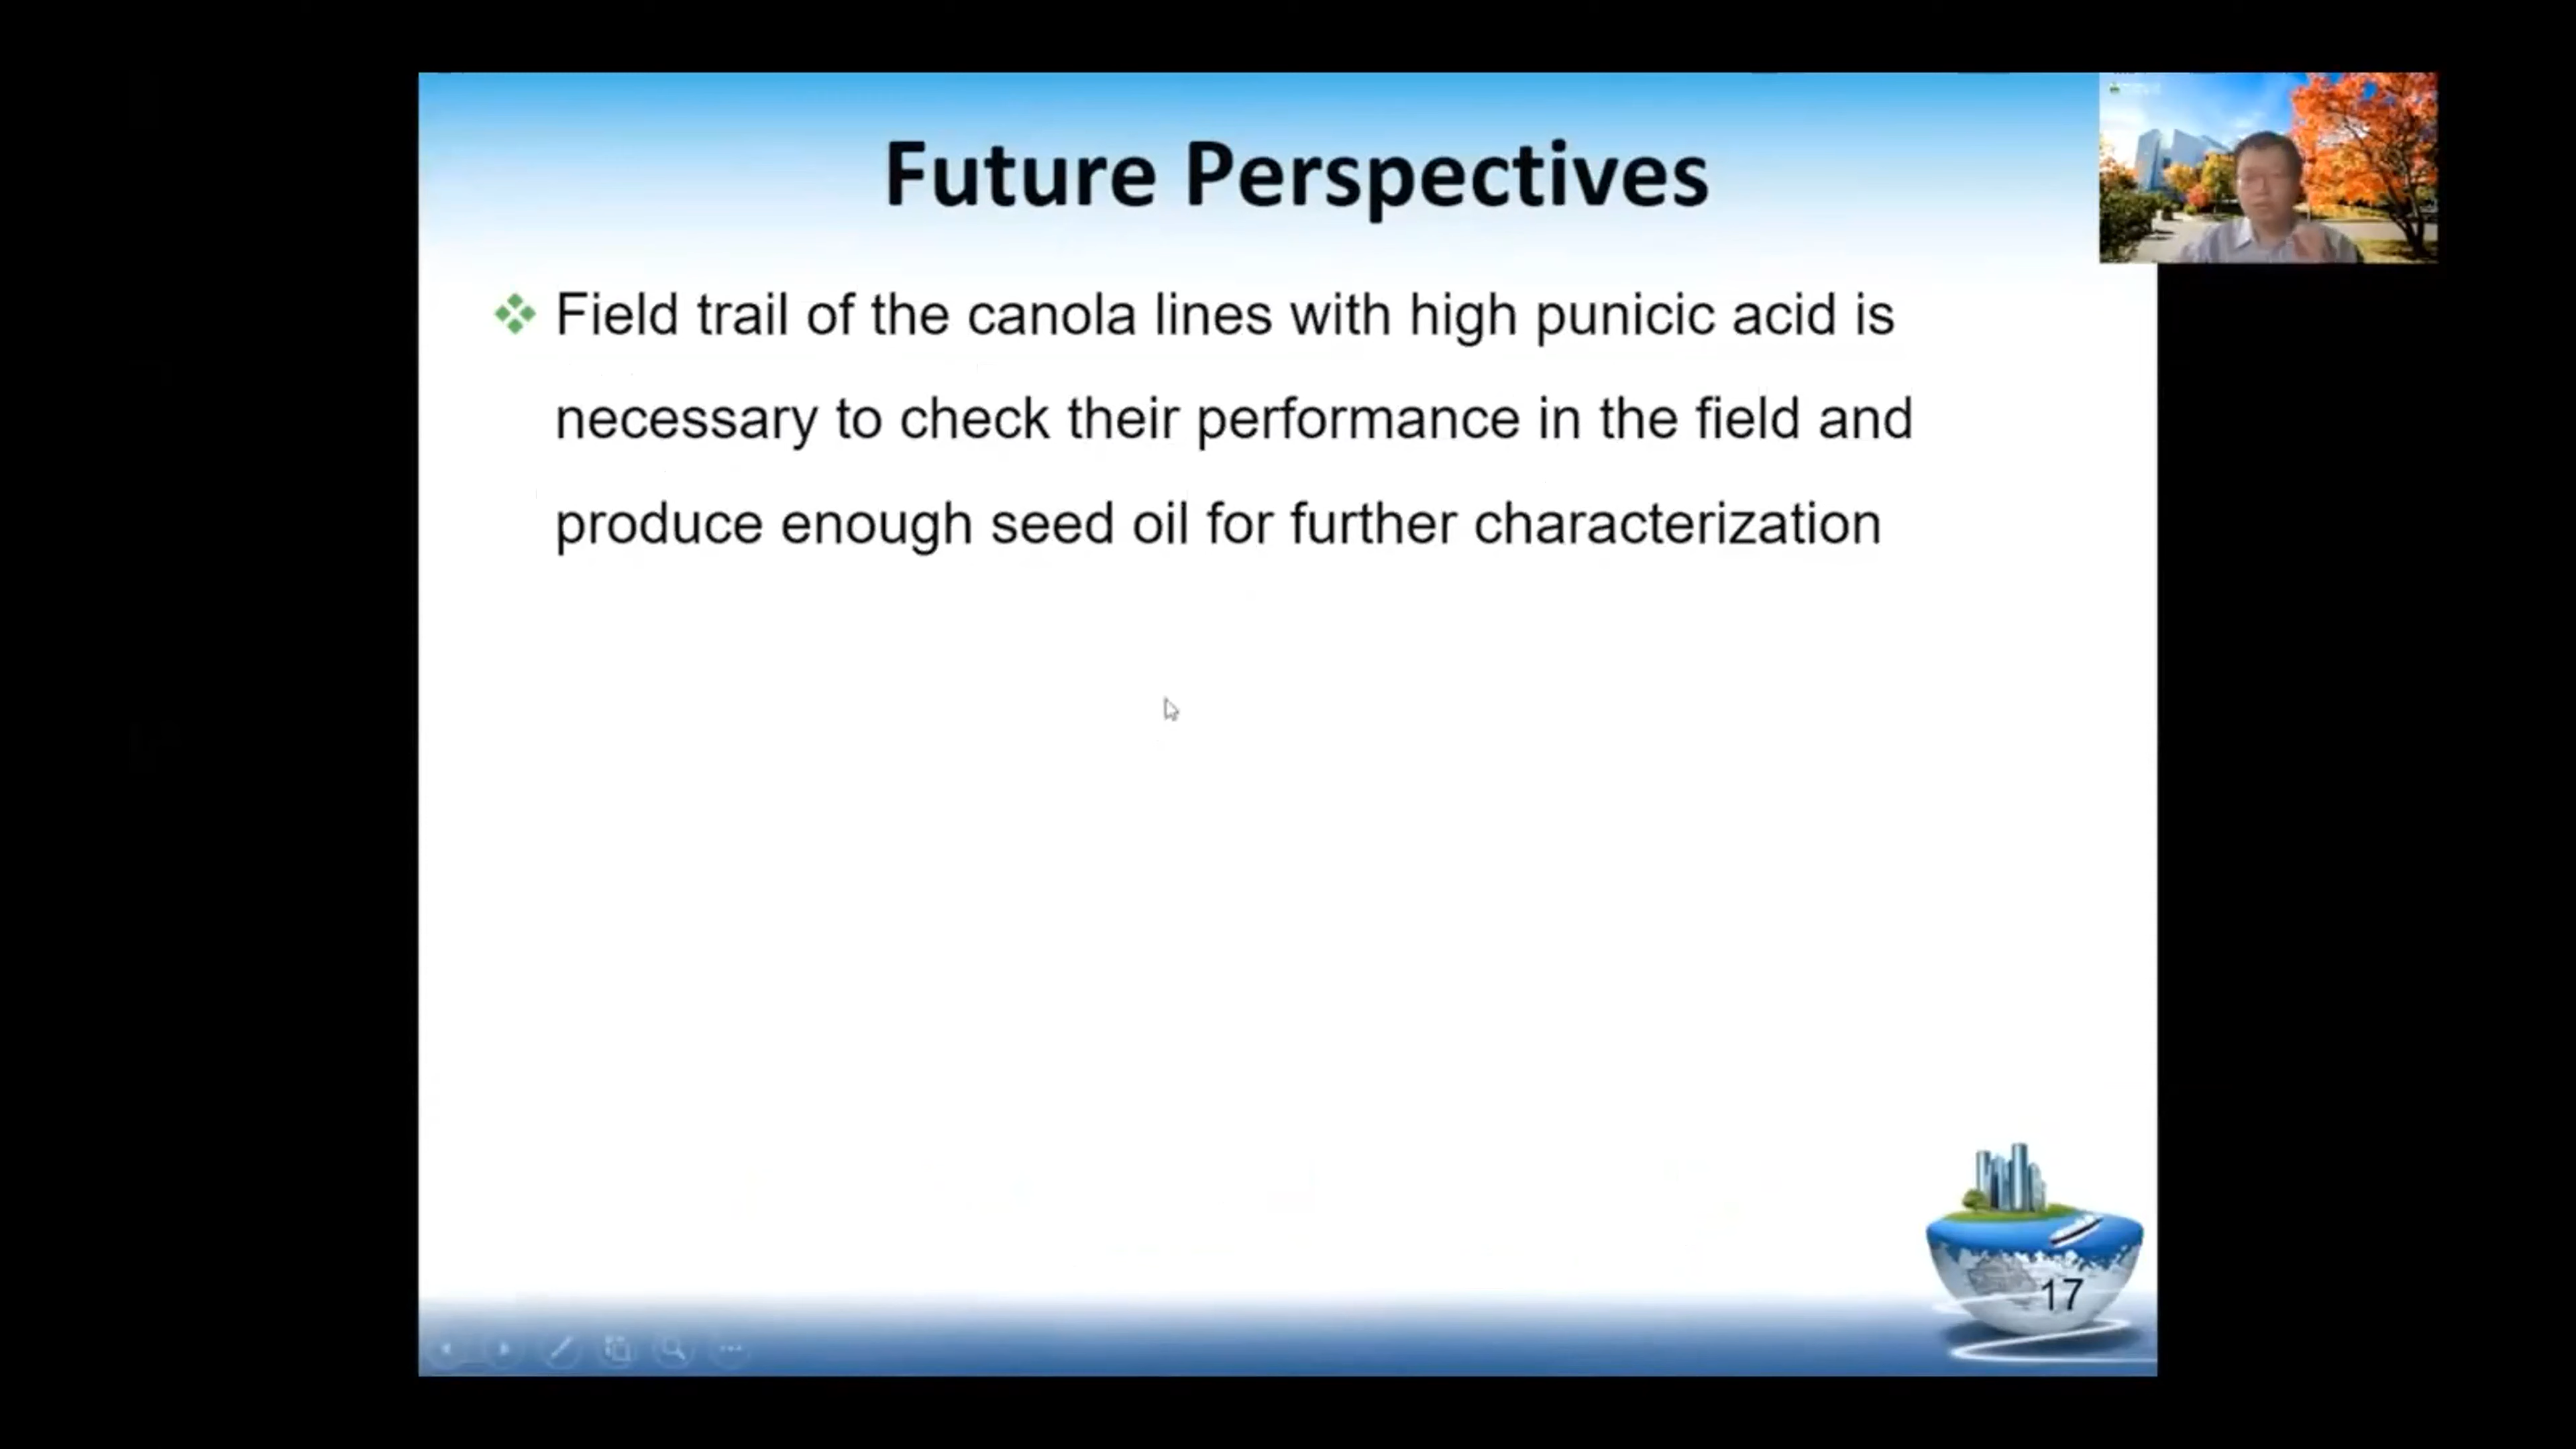 Future Perspectives
Field trail of the canola lines with high punicic acid is
necessary to check their performance in the field and
produce enough seed oil for further characterization
17